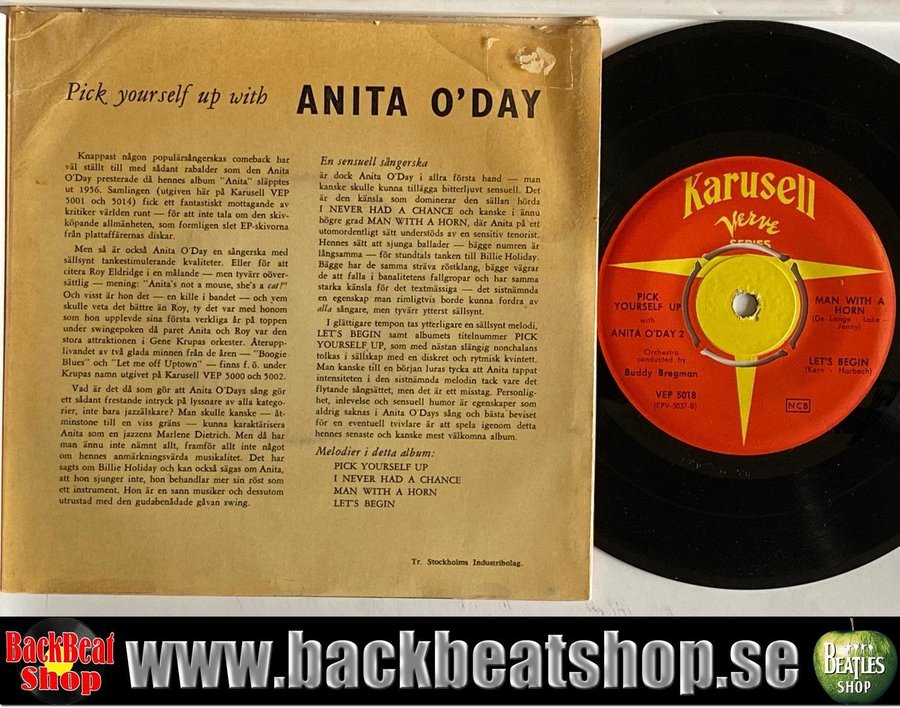 Pick yourself up with ANITA O'DAY
Knappast någon populärsångerskas comeback har
väl ställt till med sådant rabalder som den Anita
O'Day presterade då hennes album "Anita" släpptes
ut 1956. Samlingen (utgiven här på Karusell VEP
5001 och 5014) fick ett fantastiskt mottagande av
kritiker världen runt — för att inte tala om den skiv-
köpande allmänheten, som formligen slet EP-skivorna
från plattaffärernas diskar.
Men så är också Anita O'Day en sångerska med
sällsynt tankestimulerande kvaliteter. Eller för att
citera Roy Eldridge i en målande — men tyvärr oöver-
sättlig — mening: "Anita's not a mouse, she's a cat!"
Och visst är hon det — en kille i bandet — och vem
skulle veta det bättre än Roy, ty det var med honom
som hon upplevde sina första verkliga år på toppen
under swingepoken då paret Anita och Roy var den
stora attraktionen i Gene Krupas orkester. Återupp-
livandet av två glada minnen från de åren — "Boogie
Blues" och "Let me off Uptown" — finns f. ö. under
Krupas namn utgivet på Karusell VEP 5000 och 5002.
Vad är det då som gör att Anita O'Days sång gör
ett sådant frestande intryck på lyssnare av alla katego-
rier, inte bara jazzälskare? Man skulle kanske — åt-
minstone till en viss gräns — kunna karaktärisera
Anita som en jazzens Marlene Dietrich. Men då har
man ännu inte nämnt allt, framför allt inte något
om hennes anmärkningsvärda musikalitet. Det har
sagts om Billie Holiday och kan också sägas om Anita,
att hon sjunger inte, hon behandlar mer sin röst som
ett instrument. Hon är en sann musiker och dessutom
utrustad med den gudabenådade gåvan swing.
En sensuell sångerska
är dock Anita O'Day i allra första hand — man
kanske skulle kunna tillägga bitterljuvt sensuell. Det
är den känsla som dominerar den sällan hörda
I NEVER HAD A CHANCE och kanske i ännu
högre grad MAN WITH A HORN, där Anita på ett
utomordentligt sätt understöds av en sensitiv tenorist.
Hennes sätt att sjunga ballader — bägge numren är
långsamma — för stundtals tanken till Billie Holiday.
Bägge har de samma sträva röstklang, bägge vägrar
de att falla i banalitetens fallgropar och har samma
starka känsla för det textmässiga — det sistnämnda
en egenskap man rimligtvis borde kunna fordra av
alla sångare, men tyvärr ytterst sällsynt.
I glättigare tempon tas ytterligare en sällsynt melodi,
LET'S BEGIN samt albumets titelnummer PICK
YOURSELF UP, som med nästan slängig nonchalans
tolkas i sällskap med en diskret och rytmisk kvintett.
Man kanske till en början luras tycka att Anita tappat
intensiteten i den sistnämnda melodin tack vare det
flytande sångsättet, men det är ett misstag. Personlig-
het, inlevelse och sensuell humor är egenskaper som
aldrig saknas i Anita O'Days sång och bästa beviset
för en eventuell tvivlare är att spela igenom detta
hennes senaste och kanske mest välkomna album.
Melodier i detta album:
PICK YOURSELF UP
I NEVER HAD A CHANCE
MAN WITH A HORN
LET'S BEGIN
Tr. Stockholms Industribolag.
Karusell
Verve
SERIES
PICK
YOURSELF UP
with
ANITA O'DAY 2
MAN WITH A
HORN
(De Lange - Lake -
Jenny)
Orchestra
conducted by
Buddy Bregman
LET'S BEGIN
(Kern - Harbach)
VEP 5018
(EPV-5037-B)
NCB
BackBeat
Shop
www.backbeatshop.se
BEATLES
SHOP